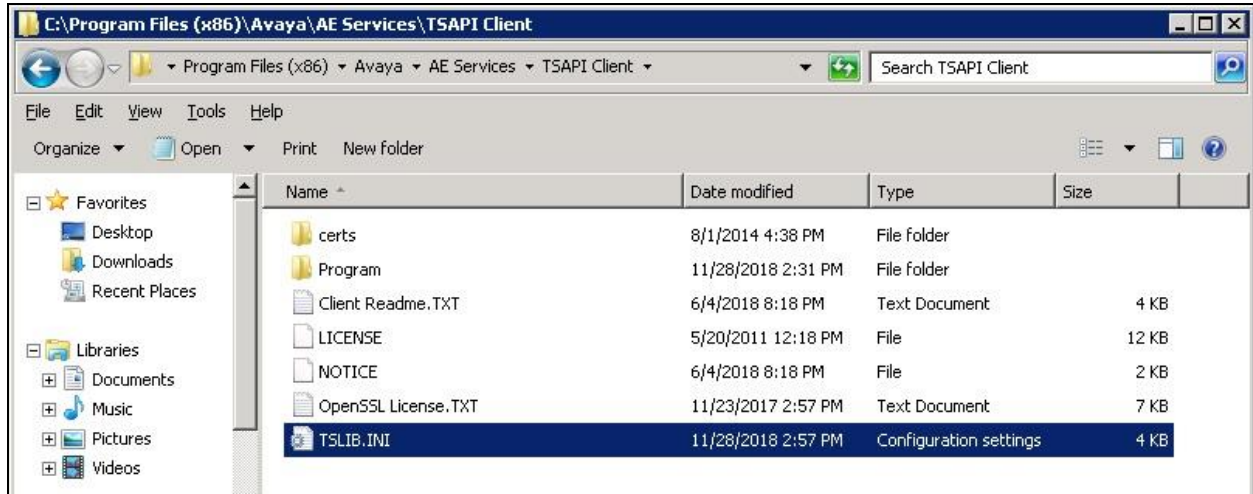 C:\Program Files (x86)\Avaya\AE Services\TSAPI Client
Program Files (x86) Avaya AE Services TSAPI Client
Search TSAPI Client
File Edit View Tools Help
Organize Open Print New folder
Name Date modified Type Size
Favorites
Desktop
Downloads
Recent Places
Libraries
Documents
Music
Pictures
Videos
certs 8/1/2014 4:38 PM File folder
Program 11/28/2018 2:31 PM File folder
Client Readme.TXT 6/4/2018 8:18 PM Text Document 4 KB
LICENSE 5/20/2011 12:18 PM File 12 KB
NOTICE 6/4/2018 8:18 PM File 2 KB
OpenSSL License.TXT 11/23/2017 2:57 PM Text Document 7 KB
TSLIB.INI 11/28/2018 2:57 PM Configuration settings 4 KB